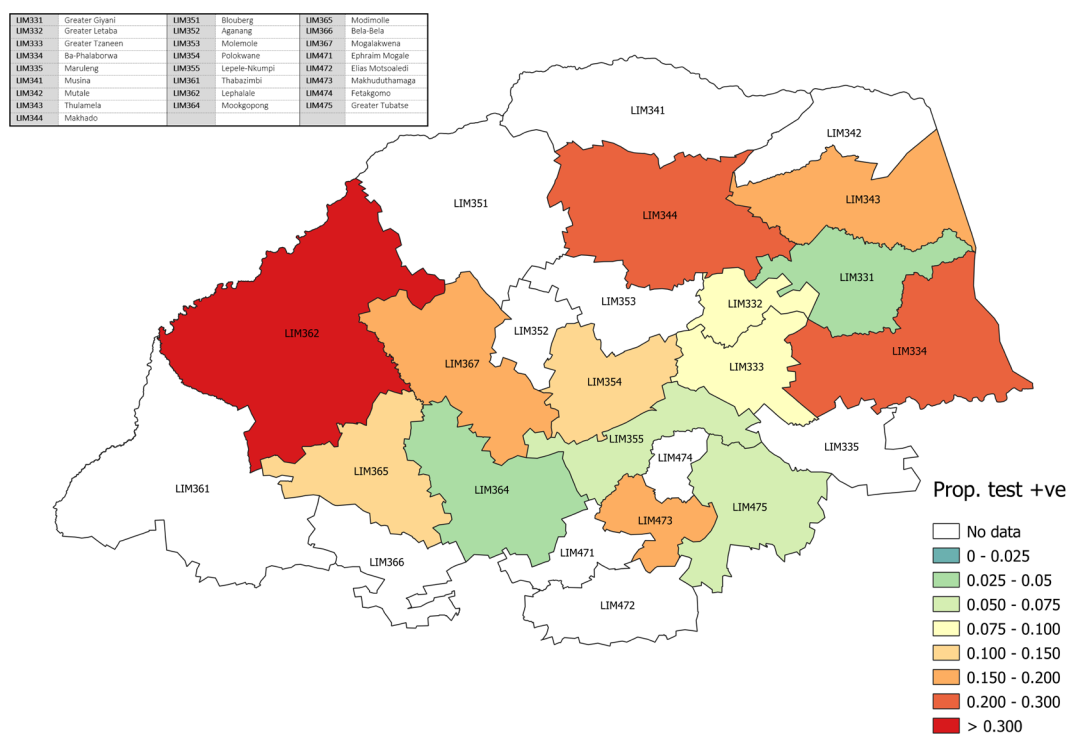 LIM331 Greater Giyani LIM351 Blouberg LIM365 Modimolle
LIM332 Greater Letaba LIM352 Aganang LIM366 Bela-Bela
LIM333 Greater Tzaneen LIM353 Molemole LIM367 Mogalakwena
LIM334 Ba-Phalaborwa LIM354 Polokwane LIM471 Ephraim Mogale
LIM335 Maruleng LIM355 Lepele-Nkumpi LIM472 Elias Motsoaledi
LIM341 Musina LIM361 Thabazimbi LIM473 Makhuduthamaga
LIM342 Mutale LIM362 Lephalale LIM474 Fetakgomo
LIM343 Thulamela LIM364 Mookgopong LIM475 Greater Tubatse
LIM344 Makhado
LIM341
LIM342
LIM351
LIM343
LIM344
LIM331
LIM353
LIM332
LIM352
LIM362
LIM334
LIM367
LIM333
LIM354
LIM355
LIM335
LIM474
LIM365
LIM361
LIM364
LIM475
LIM473
LIM471
LIM366
LIM472
Prop. test +ve
No data
0 - 0.025
0.025 - 0.05
0.050 - 0.075
0.075 - 0.100
0.100 - 0.150
0.150 - 0.200
0.200 - 0.300
> 0.300